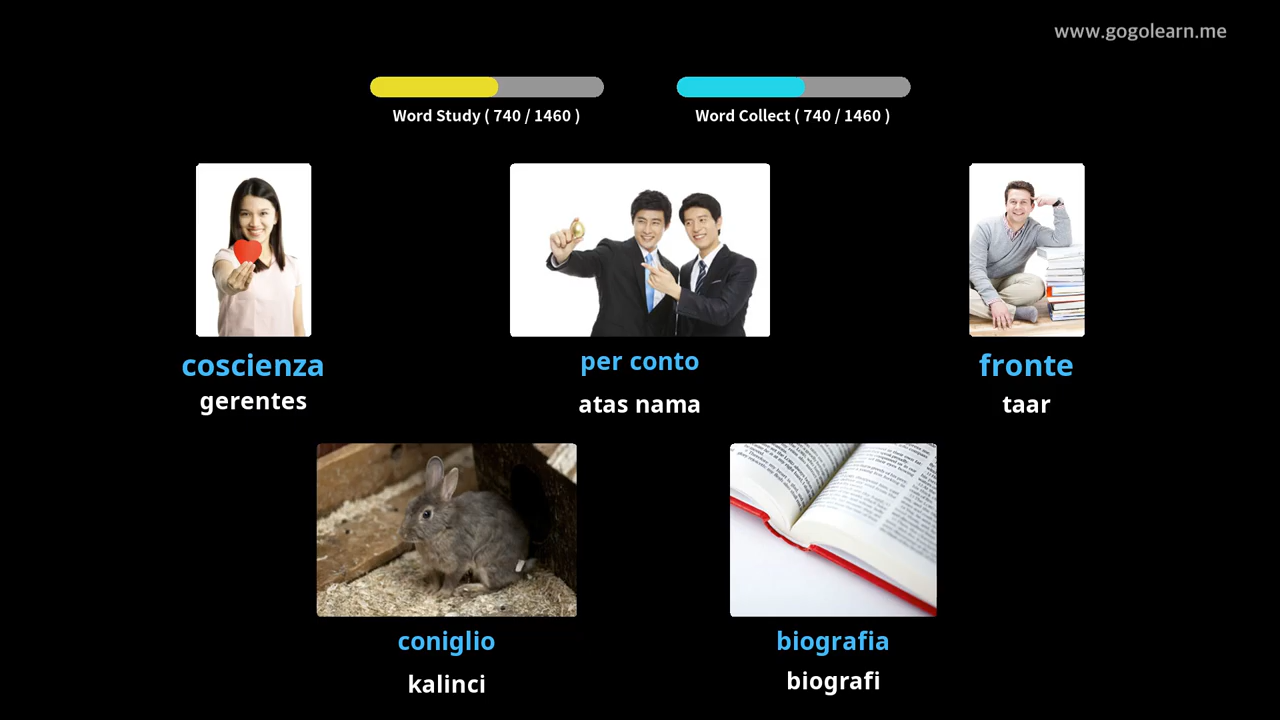 www.gogolearn.me
Word Study ( 740 / 1460 )
Word Collect ( 740 / 1460 )
coscienza
gerentes
per conto
atas nama
fronte
taar
coniglio
kalinci
biografia
biografi